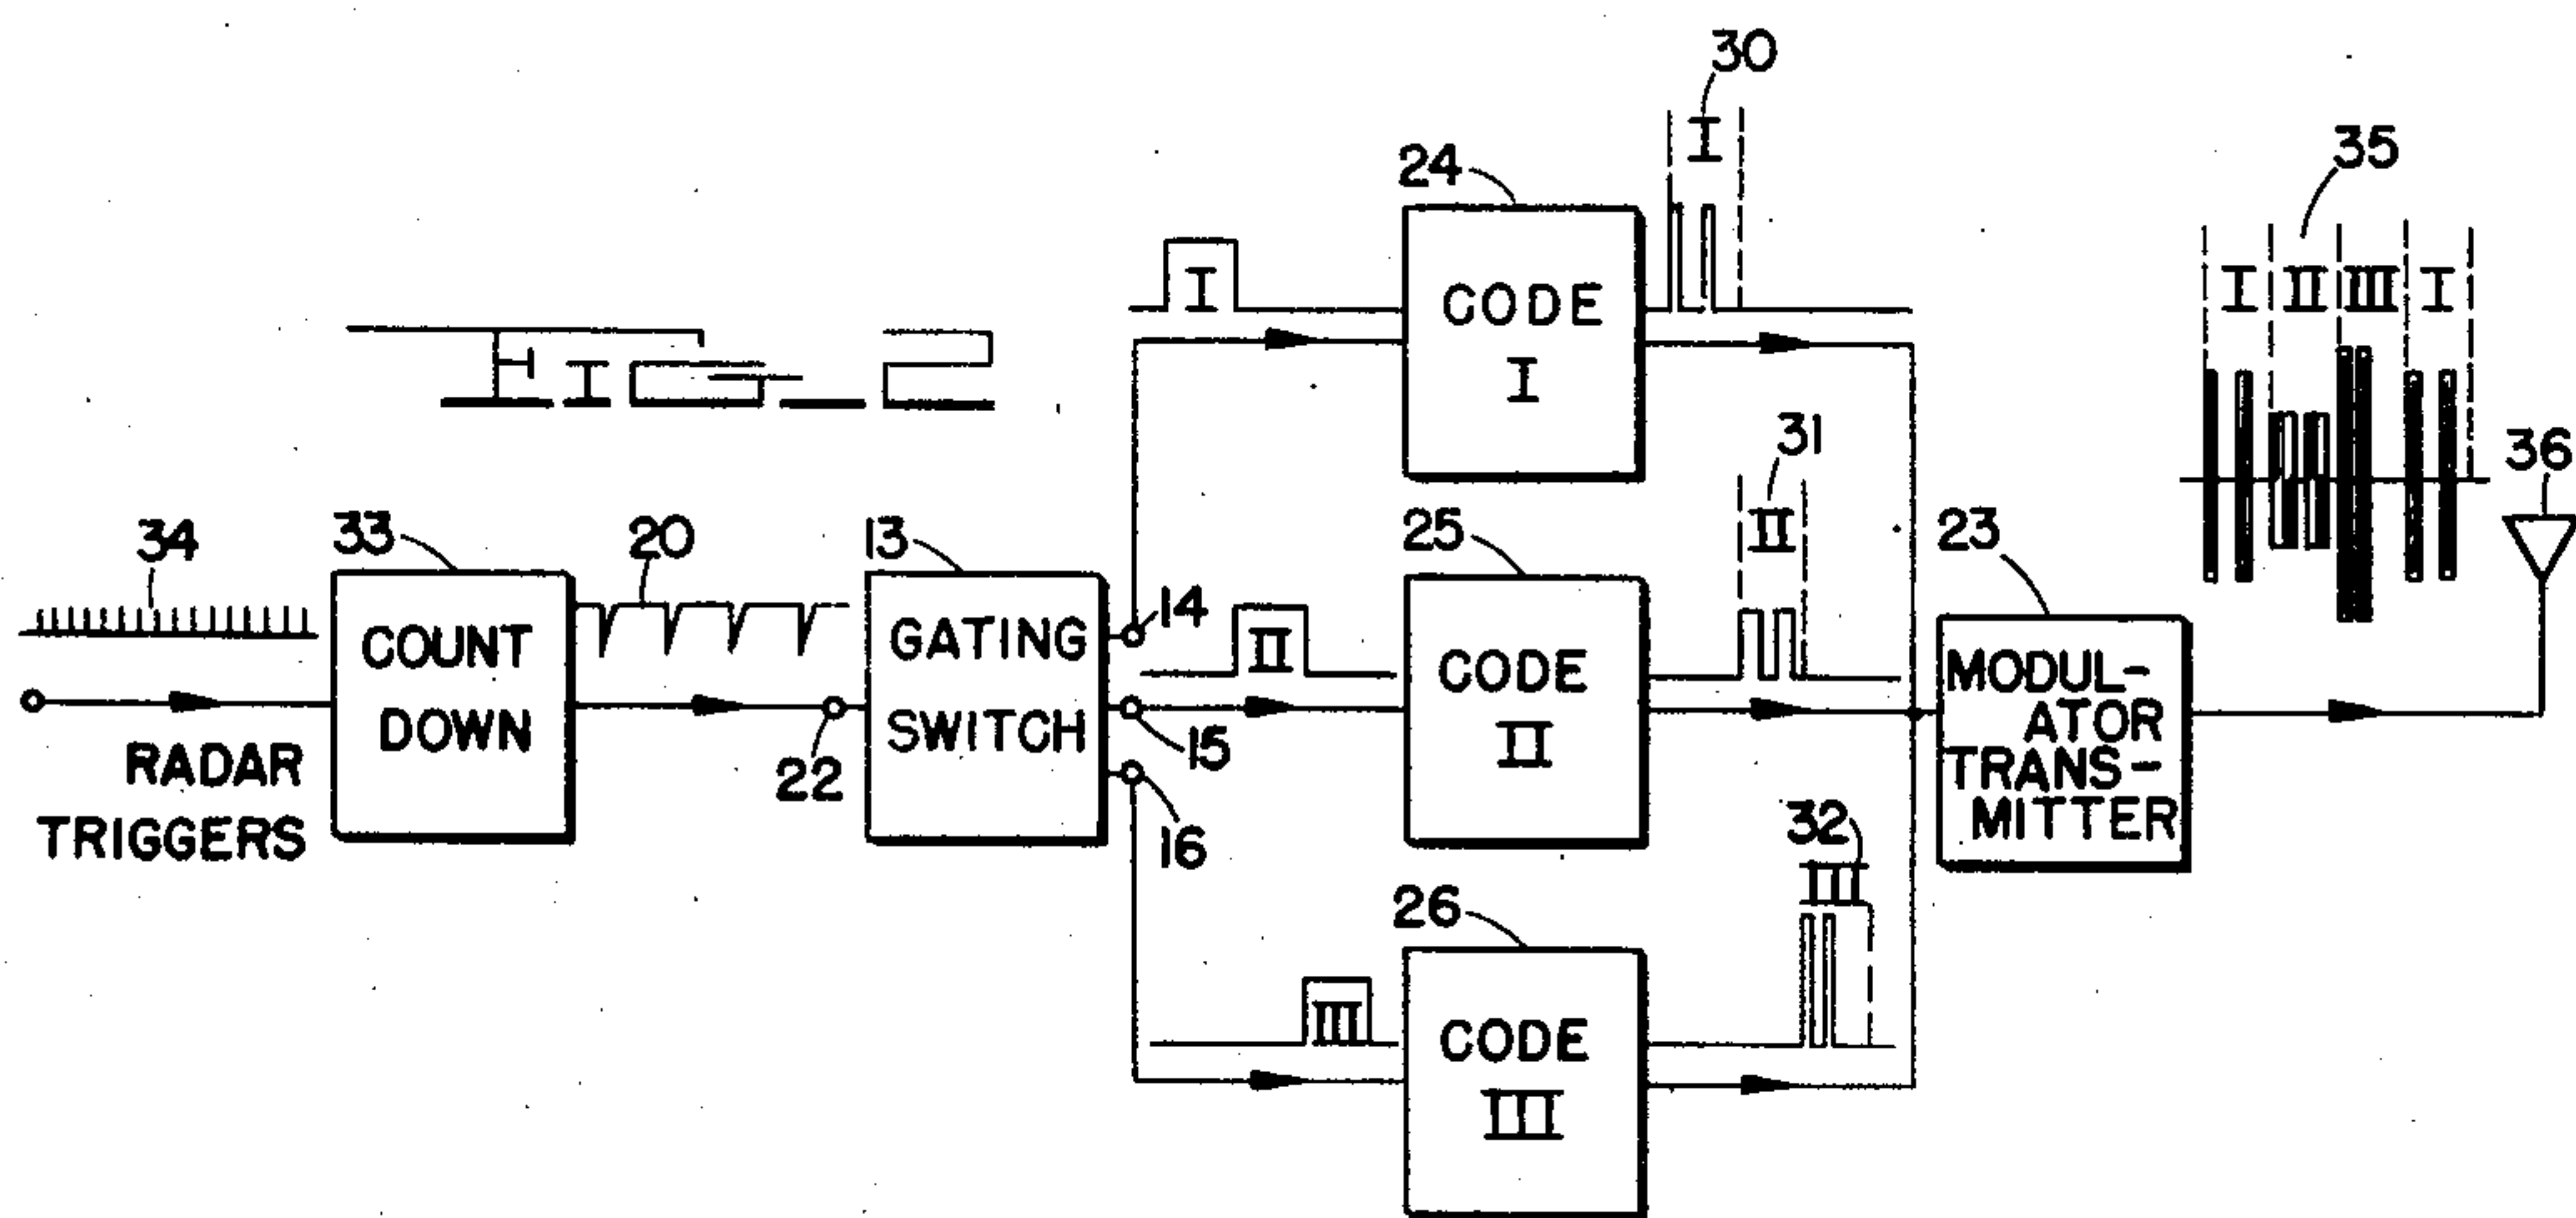 30
I
35
24
I II III I
I
CODE
I
FIG_2
31
II
36
34
33
20
13
14
25
23
COUNT
DOWN
GATING
SWITCH
II
CODE
II
MODUL-
ATOR
TRANS-
MITTER
RADAR
TRIGGERS
22
15
16
32
III
26
III
CODE
III